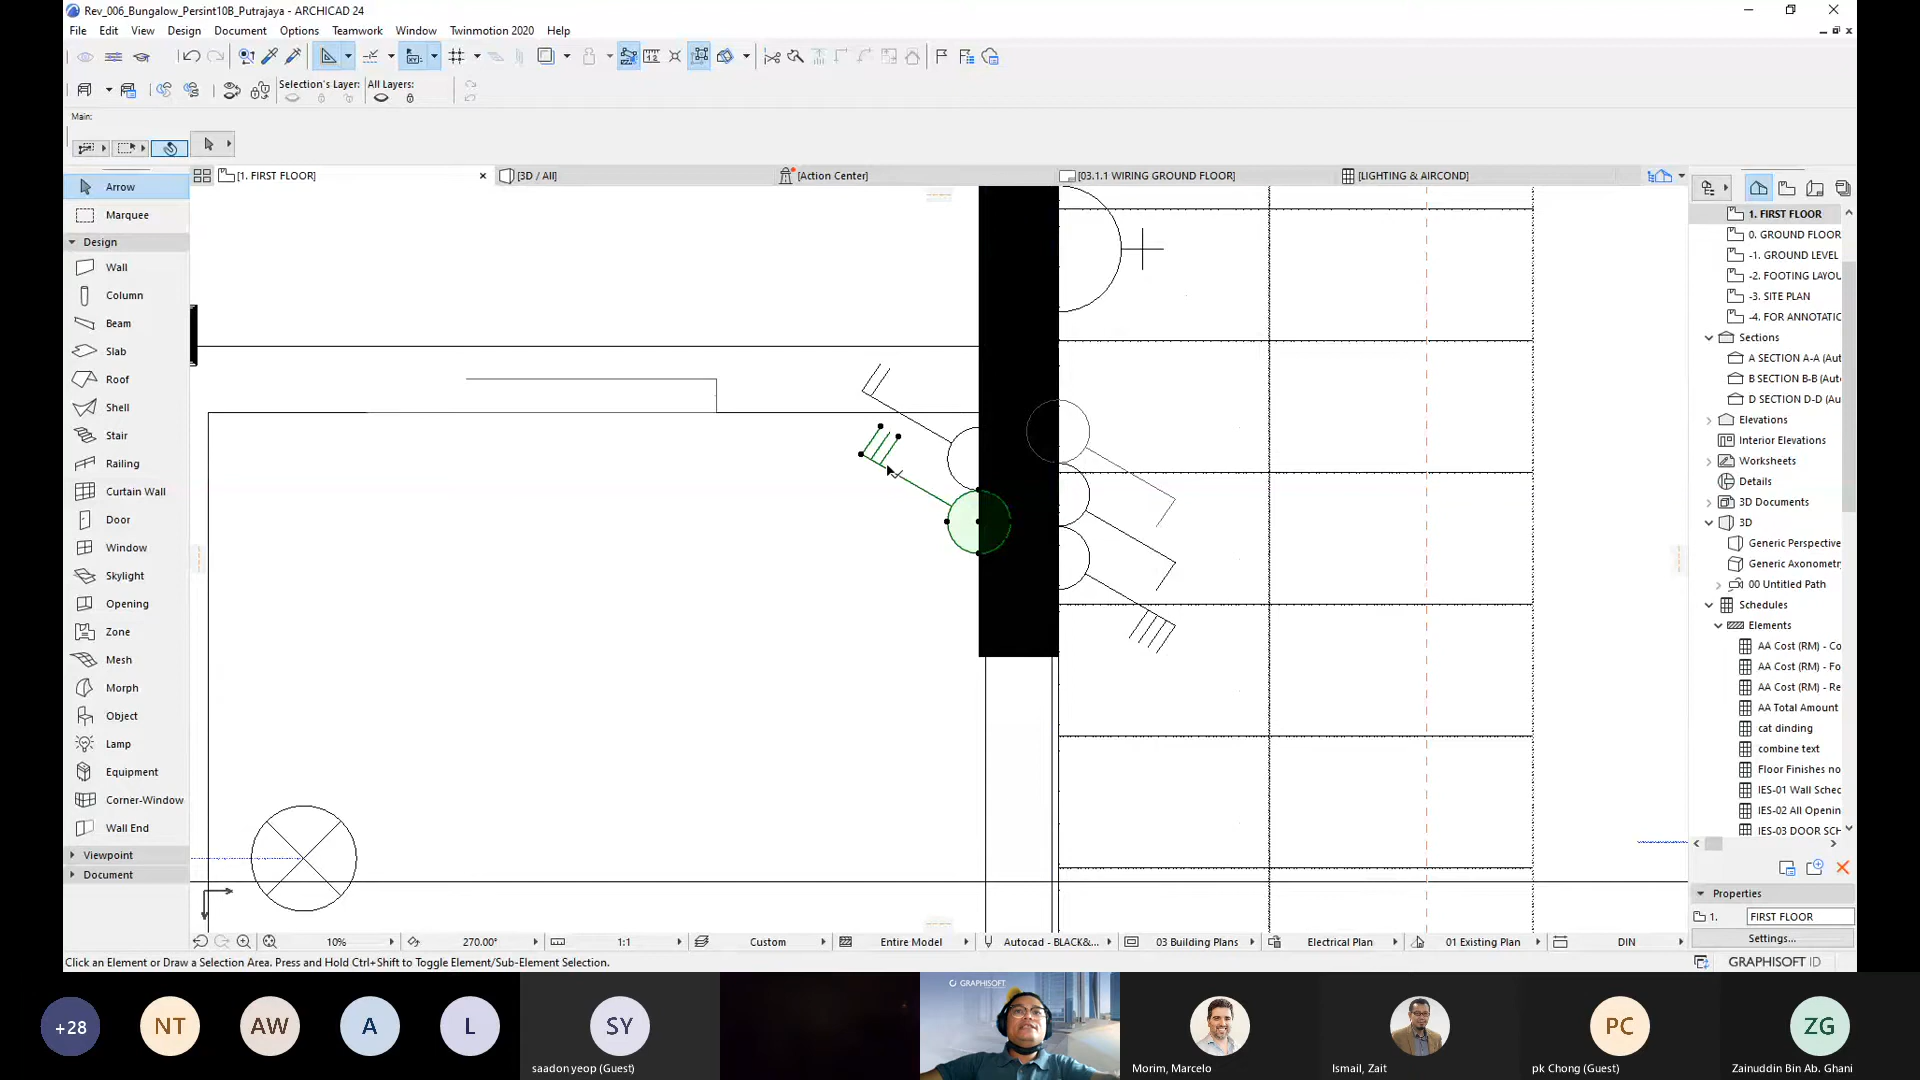 Rev_006_Bungalow_Persint10B_Putrajaya - ARCHICAD 24
File Edit View Design Document Options Teamwork Window Twinmotion 2020 Help
Selection's Layer: All Layers:
Main:
[1. FIRST FLOOR] [3D / All] [Action Center] [03.1.1 WIRING GROUND FLOOR] [LIGHTING & AIRCOND]
Arrow
Marquee
Design
Wall
Column
Beam
Slab
Roof
Shell
Stair
Railing
Curtain Wall
Door
Window
Skylight
Opening
Zone
Mesh
Morph
Object
Lamp
Equipment
Corner-Window
Wall End
Viewpoint
Document
1. FIRST FLOOR
0. GROUND FLOOR
-1. GROUND LEVEL
-2. FOOTING LAYOU
-3. SITE PLAN
-4. FOR ANNOTATIC
Sections
A SECTION A-A (Aut
B SECTION B-B (Aut
D SECTION D-D (Au
Elevations
Interior Elevations
Worksheets
Details
3D Documents
3D
Generic Perspective
Generic Axonometr
00 Untitled Path
Schedules
Elements
AA Cost (RM) - Co
AA Cost (RM) - Fo
AA Cost (RM) - Re
AA Total Amount
cat dinding
combine text
Floor Finishes no
IES-01 Wall Sched
IES-02 All Openin
IES-03 DOOR SCH
Properties
1. FIRST FLOOR
Settings...
10% 270.00° 1:1 Custom Entire Model Autocad - BLACK&... 03 Building Plans Electrical Plan 01 Existing Plan DIN
Click an Element or Draw a Selection Area. Press and Hold Ctrl+Shift to Toggle Element/Sub-Element Selection.
GRAPHISOFT ID
+28 NT AW A L SY GRAPHISOFT PC ZG
saadon yeop (Guest) Morim, Marcelo Ismail, Zait pk Chong (Guest) Zainuddin Bin Ab. Ghani